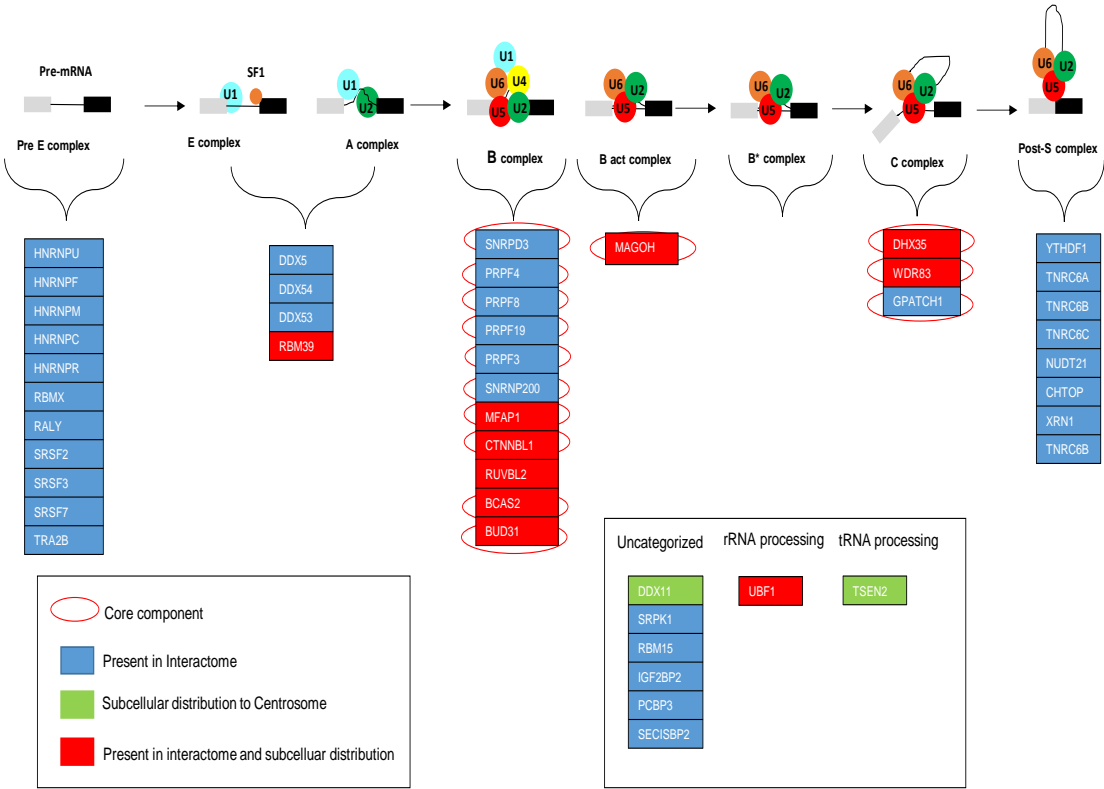 Pre-mRNA
U1
SF1
U1
U2
U1
U6
U4
U5
U2
U6
U2
U5
U6
U2
U5
U6
U2
U5
U6
U2
U5
Pre E complex
E complex
A complex
B complex
B act complex
B* complex
C complex
Post-S complex
HNRNPU
HNRNPF
HNRNPM
HNRNPC
HNRNPR
RBMX
RALY
SRSF2
SRSF3
SRSF7
TRA2B
DDX5
DDX54
DDX53
RBM39
SNRPD3
PRPF4
PRPF8
PRPF19
PRPF3
SNRNP200
MFAP1
CTNNBL1
RUVBL2
BCAS2
BUD31
MAGOH
DHX35
WDR83
GPATCH1
YTHDF1
TNRC6A
TNRC6B
TNRC6C
NUDT21
CHTOP
XRN1
TNRC6B
Core component
Present in Interactome
Subcellular distribution to Centrosome
Present in interactome and subcelluar distribution
Uncategorized
rRNA processing
tRNA processing
DDX11
SRPK1
RBM15
IGF2BP2
PCBP3
SECISBP2
UBF1
TSEN2